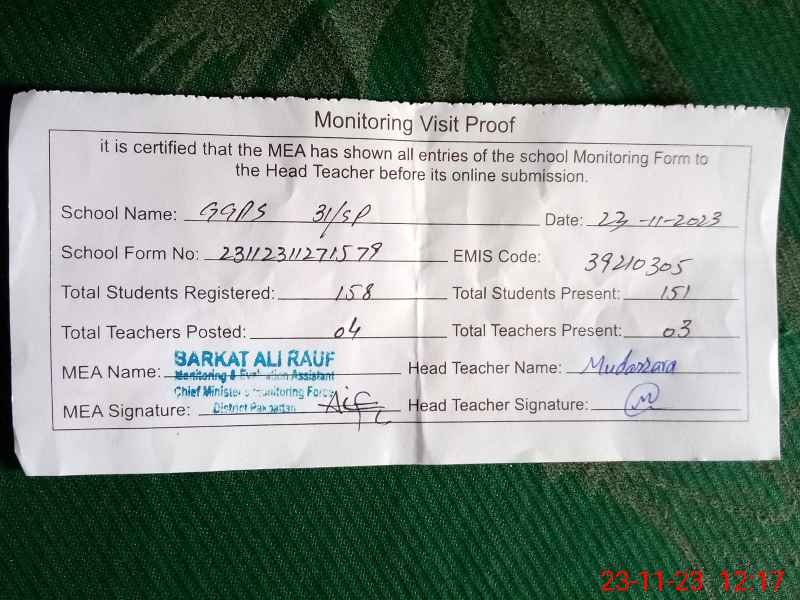 Monitoring Visit Proof
it is certified that the MEA has shown all entries of the school Monitoring Form to
the Head Teacher before its online submission.
School Name: GGPS 31/SP Date: 23-11-2023
School Form No: 23112311271579 EMIS Code: 39210305
Total Students Registered: 158 Total Students Present: 151
Total Teachers Posted: 04 Total Teachers Present: 03
MEA Name: SARKAT ALI RAUF Head Teacher Name: Mudassara
Monitoring & Evaluation Assistant
Chief Minister's Monitoring Force
MEA Signature: District Pakpattan Head Teacher Signature:
23-11-23 12:17